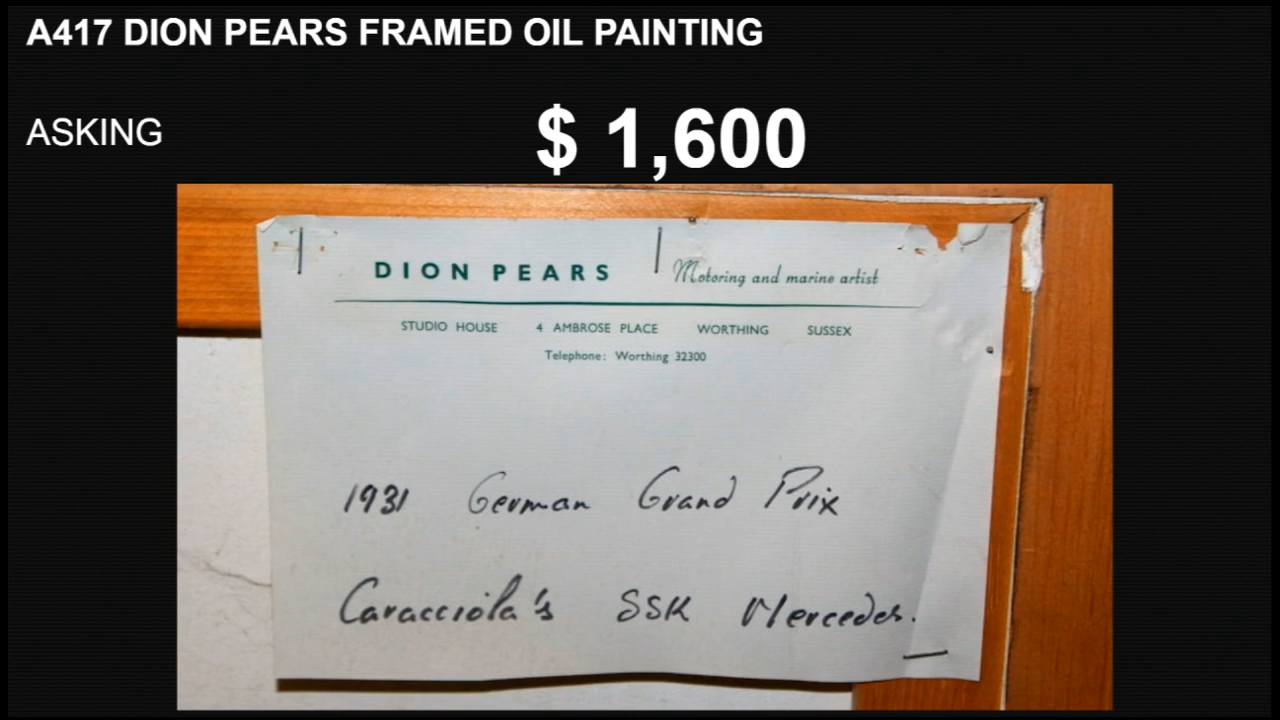 A417 DION PEARS FRAMED OIL PAINTING
ASKING $ 1,600
DION PEARS Motoring and marine artist
STUDIO HOUSE 4 AMBROSE PLACE WORTHING SUSSEX
Telephone: Worthing 32300
1931 German Grand Prix
Caracciola's SSK Mercedes.